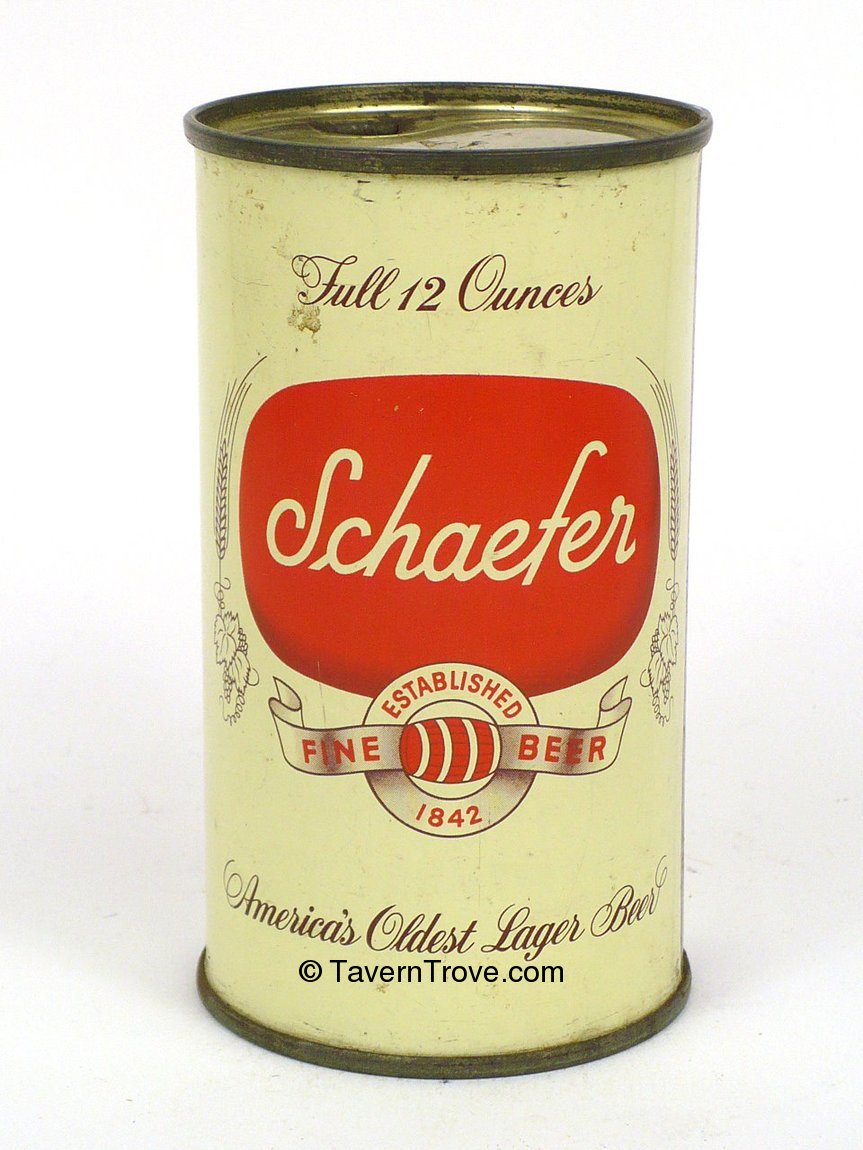 Full 12 Ounces
Schaefer
ESTABLISHED
FINE BEER
1842
America's Oldest Lager Beer
© TavernTrove.com